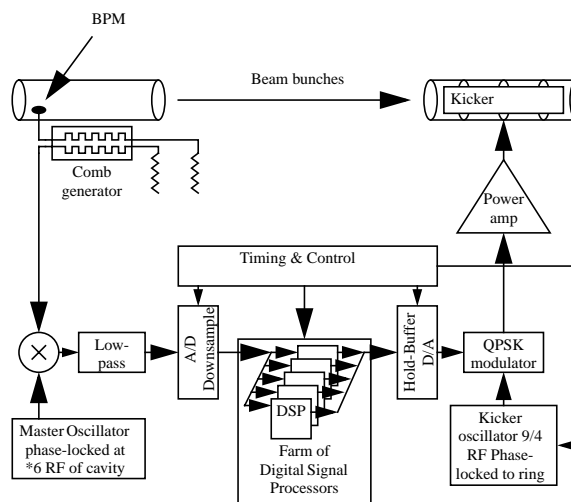 BPM
Beam bunches
Kicker
Comb
generator
Power
amp
Timing & Control
Low-
pass
A/D
Downsample
DSP
Farm of
Digital Signal
Processors
Hold-Buffer
D/A
QPSK
modulator
Master Oscillator
phase-locked at
*6 RF of cavity
Kicker
oscillator 9/4
RF Phase-
locked to ring